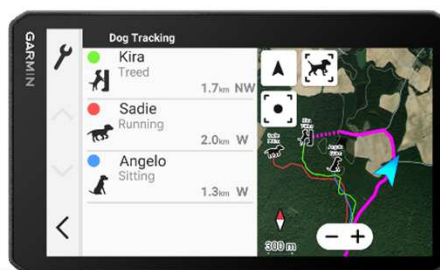 GARMIN
Dog Tracking
Kira
Treed
1.7km NW
Sadie
Running
2.0km W
Angelo
Sitting
1.3km W
300 m